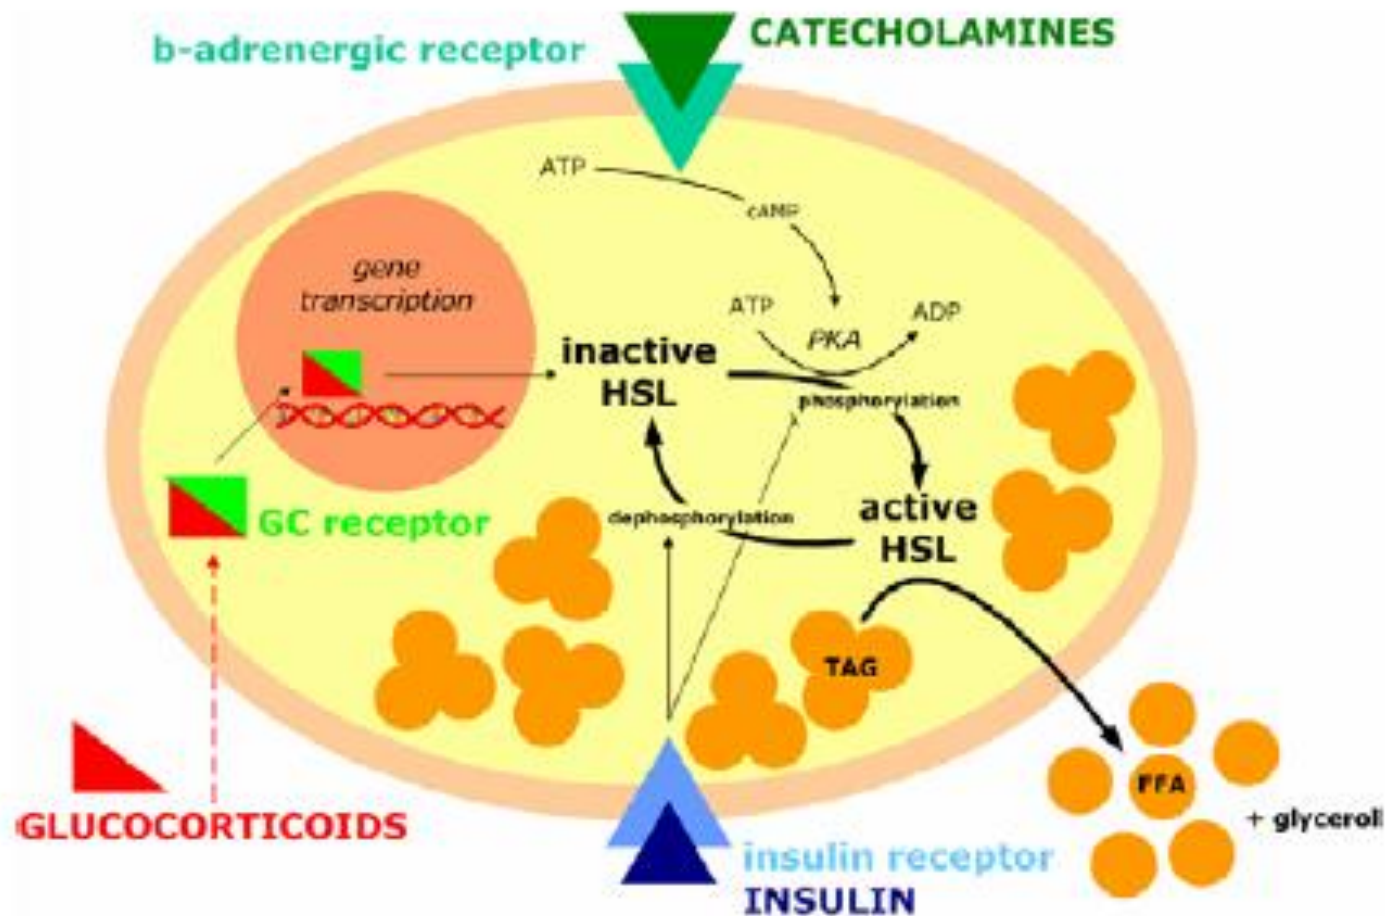 CATECHOLAMINES
b-adrenergic receptor
ATP
cAMP
gene
transcription
ATP
ADP
PKA
inactive
HSL
phosphorylation
GC receptor
dephosphorylation
active
HSL
TAG
FFA
+ glycerol
GLUCOCORTICOIDS
insulin receptor
INSULIN